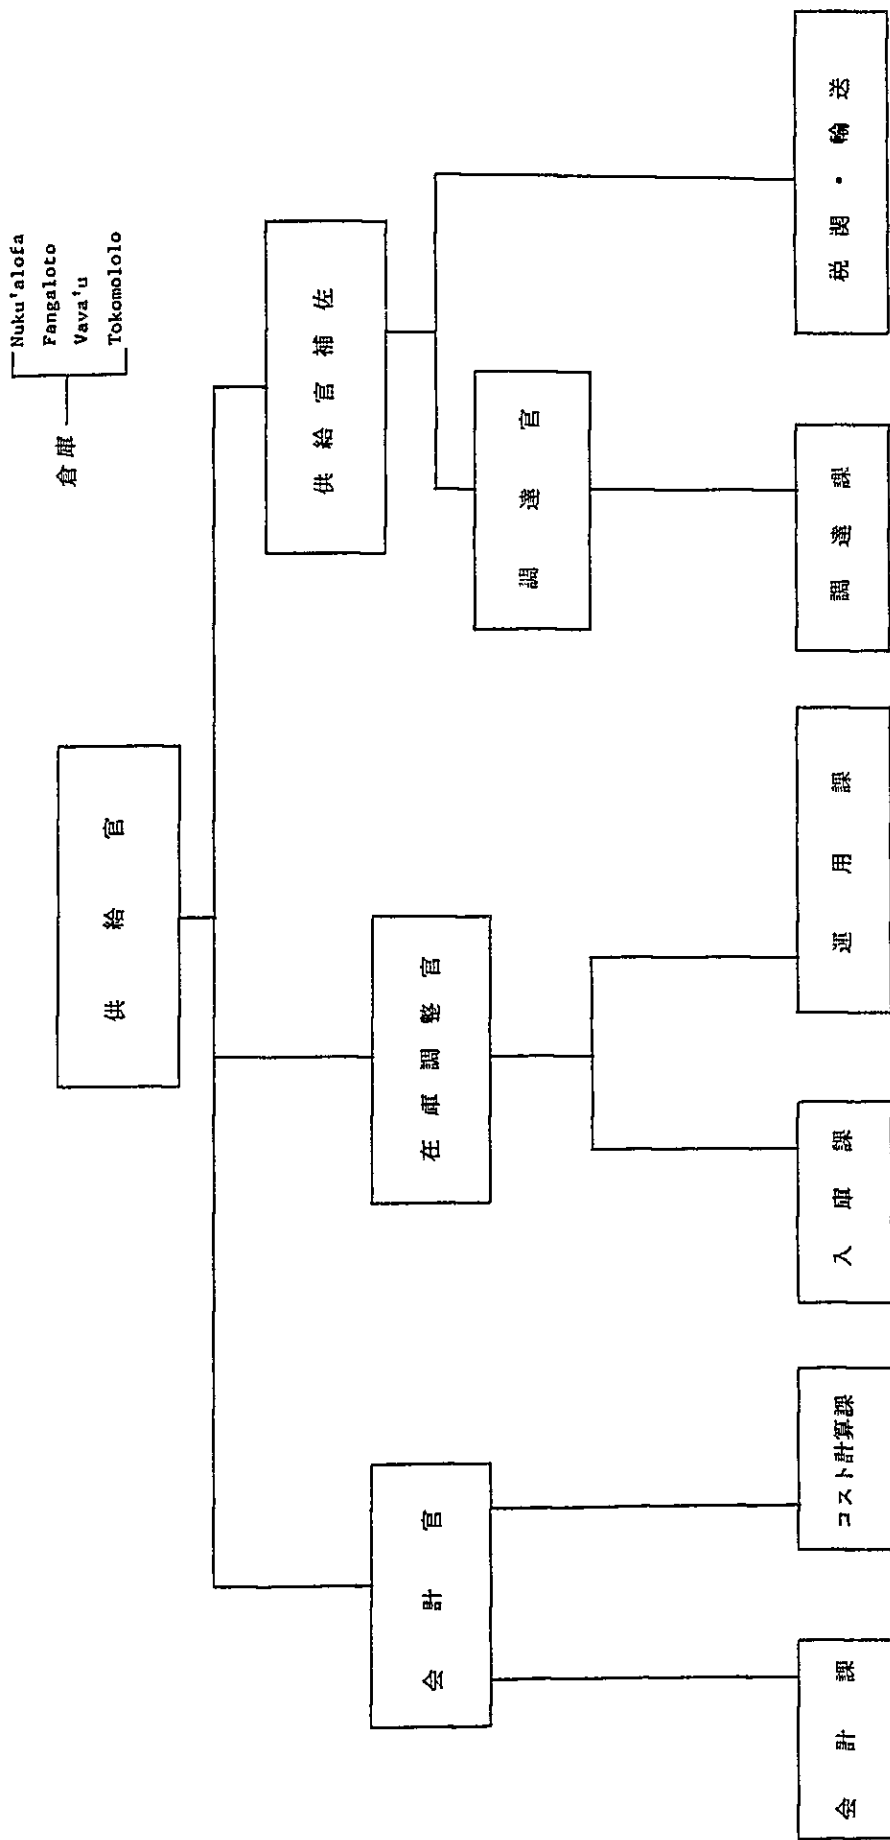 倉庫
Nuku'alofa
Fangaloto
Vava'u
Tokomololo
供給官
供給官補佐
会計官
在庫調整官
調達官
会計課
コスト計算課
入庫課
運用課
調達課
税関・輸送